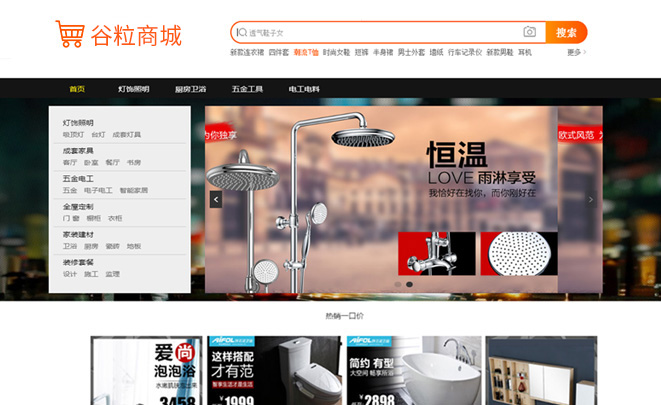 谷粒商城
透气鞋子女
搜索
新款连衣裙 四件套 潮流T恤 时尚女鞋 短裤 半身裙 男士外套 墙纸 行车记录仪 新款男鞋 耳机
更多
首页 灯饰照明 厨房卫浴 五金工具 电工电料
灯饰照明
吸顶灯 台灯 成套灯具
成套家具
客厅 卧室 餐厅 书房
五金电工
五金 电子电工 智能家居
全屋定制
门窗 橱柜 衣柜
家装建材
卫浴 厨房 瓷砖 地板
装修套餐
设计 施工 监理
为你独享
恒温
LOVE 雨淋享受
我恰好在找你，而你刚好在
欧式风范
热销一口价
爱尚
泡泡浴
3458
这样搭配
才有范
智享生活才主生活
1999
简约 有型
大空间 畅快沐浴
2898